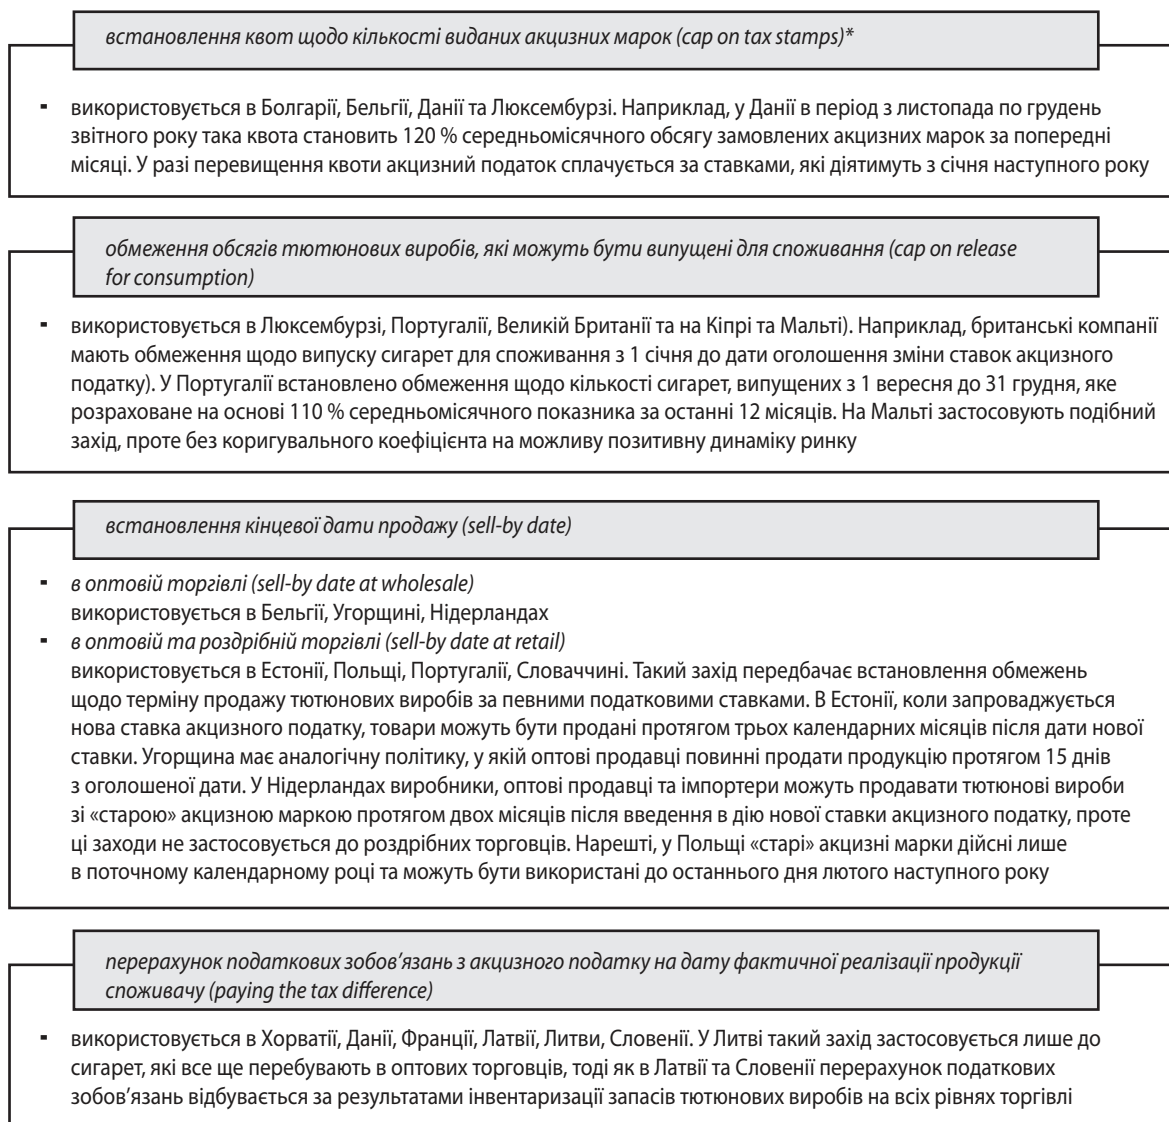 встановлення квот щодо кількості виданих акцизних марок (cap on tax stamps)*
- використовується в Болгарії, Бельгії, Данії та Люксембурзі. Наприклад, у Данії в період з листопада по грудень
звітного року така квота становить 120 % середньомісячного обсягу замовлених акцизних марок за попередні
місяці. У разі перевищення квоти акцизний податок сплачується за ставками, які діятимуть з січня наступного року
обмеження обсягів тютюнових виробів, які можуть бути випущені для споживання (cap on release
for consumption)
- використовується в Люксембурзі, Португалії, Великій Британії та на Кіпрі та Мальті). Наприклад, британські компанії
мають обмеження щодо випуску сигарет для споживання з 1 січня до дати оголошення зміни ставок акцизного
податку). У Португалії встановлено обмеження щодо кількості сигарет, випущених з 1 вересня до 31 грудня, яке
розраховане на основі 110 % середньомісячного показника за останні 12 місяців. На Мальті застосовують подібний
захід, проте без коригувального коефіцієнта на можливу позитивну динаміку ринку
встановлення кінцевої дати продажу (sell-by date)
- в оптовій торгівлі (sell-by date at wholesale)
використовується в Бельгії, Угорщині, Нідерландах
- в оптовій та роздрібній торгівлі (sell-by date at retail)
використовується в Естонії, Польщі, Португалії, Словаччині. Такий захід передбачає встановлення обмежень
щодо терміну продажу тютюнових виробів за певними податковими ставками. В Естонії, коли запроваджується
нова ставка акцизного податку, товари можуть бути продані протягом трьох календарних місяців після дати нової
ставки. Угорщина має аналогічну політику, у якій оптові продавці повинні продати продукцію протягом 15 днів
з оголошеної дати. У Нідерландах виробники, оптові продавці та імпортери можуть продавати тютюнові вироби
зі «старою» акцизною маркою протягом двох місяців після введення в дію нової ставки акцизного податку, проте
ці заходи не застосовується до роздрібних торговців. Нарешті, у Польщі «старі» акцизні марки дійсні лише
в поточному календарному році та можуть бути використані до останнього дня лютого наступного року
перерахунок податкових зобов'язань з акцизного податку на дату фактичної реалізації продукції
споживачу (paying the tax difference)
- використовується в Хорватії, Данії, Франції, Латвії, Литви, Словенії. У Литві такий захід застосовується лише до
сигарет, які все ще перебувають в оптових торговців, тоді як в Латвії та Словенії перерахунок податкових
зобов'язань відбувається за результатами інвентаризації запасів тютюнових виробів на всіх рівнях торгівлі